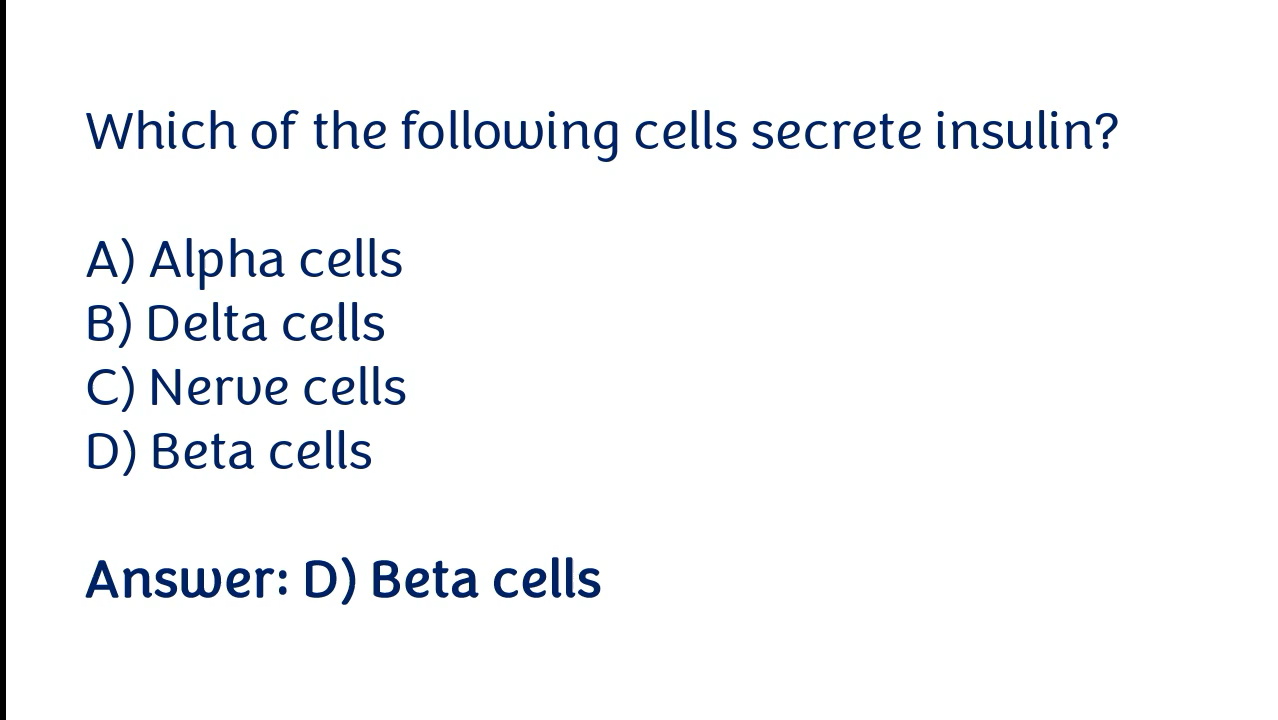 Which of the following cells secrete insulin?
A) Alpha cells
B) Delta cells
C) Nerve cells
D) Beta cells
Answer: D) Beta cells